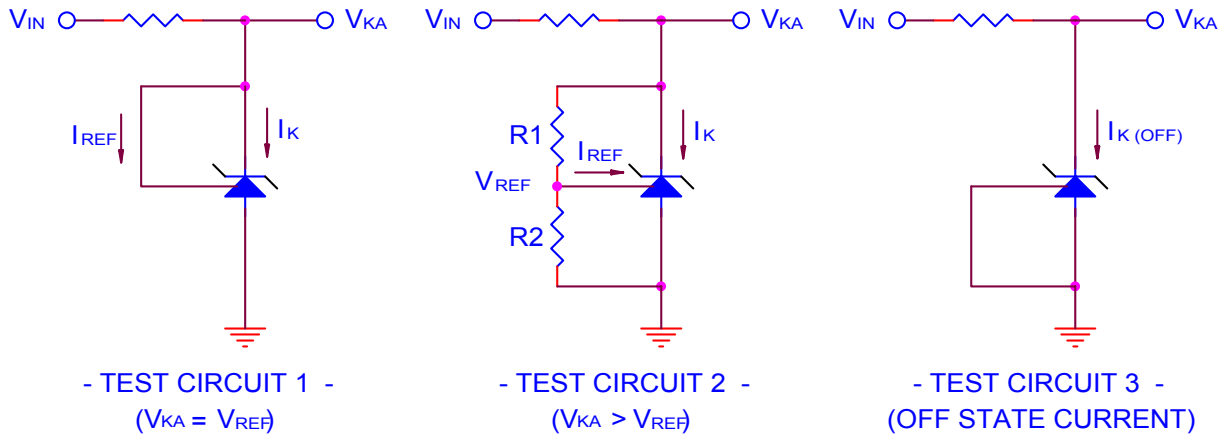 VIN VKA VIN VKA VIN VKA
IREF IK R1 IREF IK IK (OFF)
VREF
R2
- TEST CIRCUIT 1 - - TEST CIRCUIT 2 - - TEST CIRCUIT 3 -
(VKA = VREF) (VKA > VREF) (OFF STATE CURRENT)